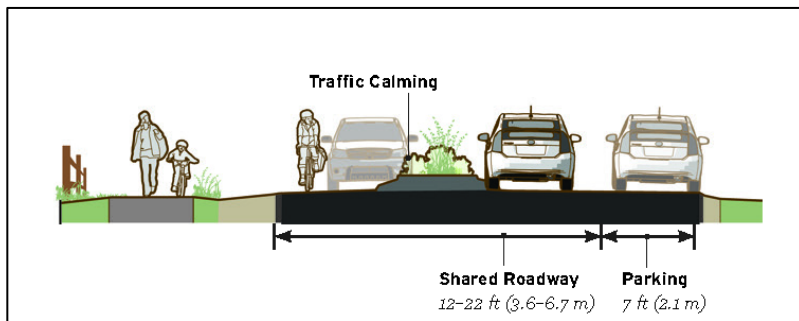 Traffic Calming
Shared Roadway
12–22 ft (3.6–6.7 m)
Parking
7 ft (2.1 m)